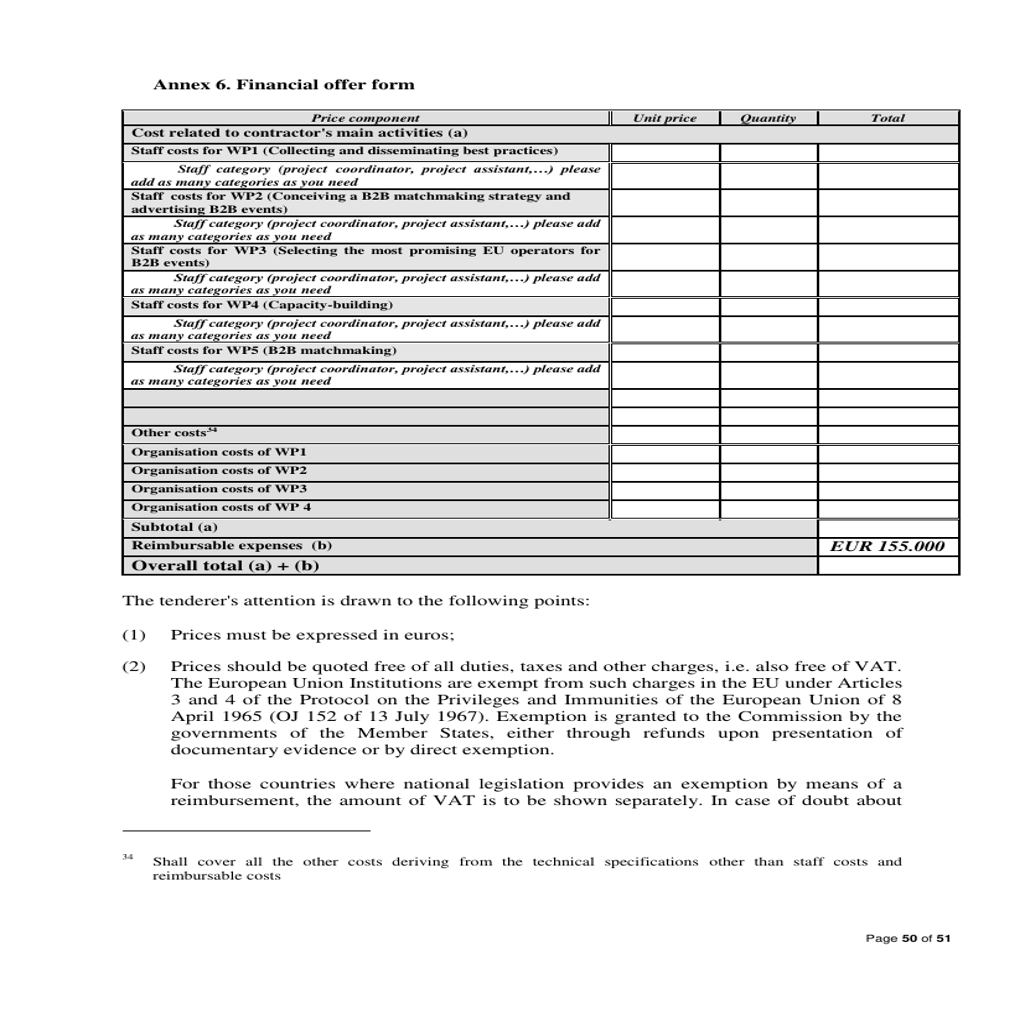 Annex 6. Financial offer form
Price component Unit price Quantity Total
Cost related to contractor's main activities (a)
Staff costs for WP1 (Collecting and disseminating best practices)
Staff category (project coordinator, project assistant,…) please
add as many categories as you need
Staff costs for WP2 (Conceiving a B2B matchmaking strategy and
advertising B2B events)
Staff category (project coordinator, project assistant,…) please add
as many categories as you need
Staff costs for WP3 (Selecting the most promising EU operators for
B2B events)
Staff category (project coordinator, project assistant,…) please add
as many categories as you need
Staff costs for WP4 (Capacity-building)
Staff category (project coordinator, project assistant,…) please add
as many categories as you need
Staff costs for WP5 (B2B matchmaking)
Staff category (project coordinator, project assistant,…) please add
as many categories as you need
Other costs34
Organisation costs of WP1
Organisation costs of WP2
Organisation costs of WP3
Organisation costs of WP 4
Subtotal (a)
Reimbursable expenses (b) EUR 155.000
Overall total (a) + (b)
The tenderer's attention is drawn to the following points:
(1) Prices must be expressed in euros;
(2) Prices should be quoted free of all duties, taxes and other charges, i.e. also free of VAT.
The European Union Institutions are exempt from such charges in the EU under Articles
3 and 4 of the Protocol on the Privileges and Immunities of the European Union of 8
April 1965 (OJ 152 of 13 July 1967). Exemption is granted to the Commission by the
governments of the Member States, either through refunds upon presentation of
documentary evidence or by direct exemption.
For those countries where national legislation provides an exemption by means of a
reimbursement, the amount of VAT is to be shown separately. In case of doubt about
34 Shall cover all the other costs deriving from the technical specifications other than staff costs and
reimbursable costs
Page 50 of 51